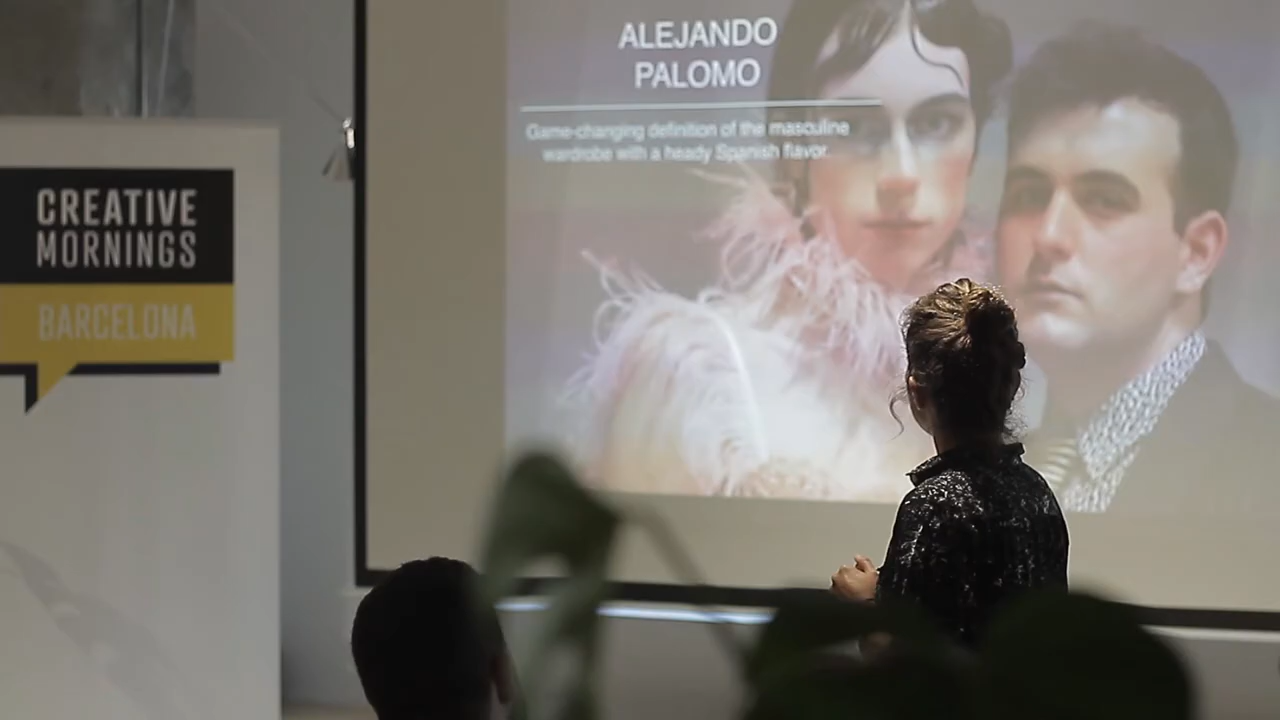 CREATIVE
MORNINGS
BARCELONA
ALEJANDO
PALOMO
Game-changing definition of the masculine
wardrobe with a heady Spanish flavor.